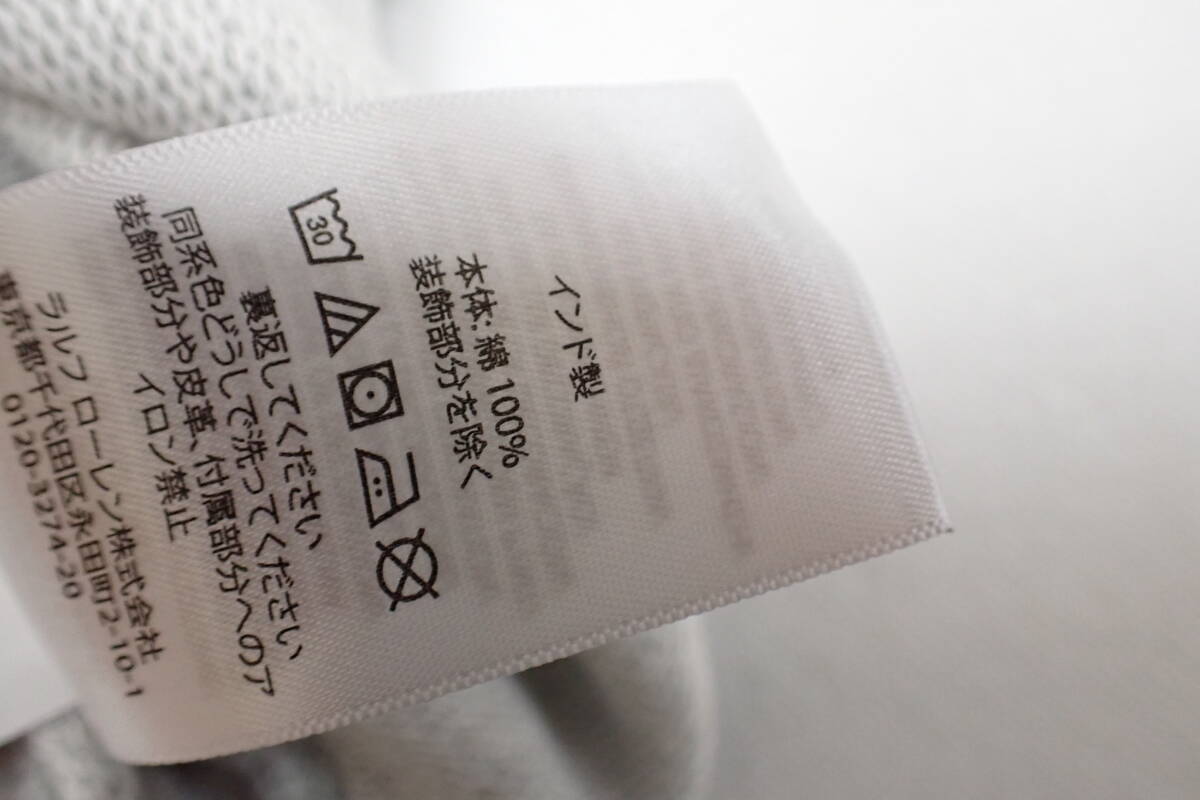 インド製
本体: 綿 100%
装飾部分を除く
30
裏返してください
同系色どうしで洗ってください
装飾部分や皮革、付属部分へのア
イロン禁止
ラルフ ローレン株式会社
東京都千代田区永田町2-10-1
0120-3274-20